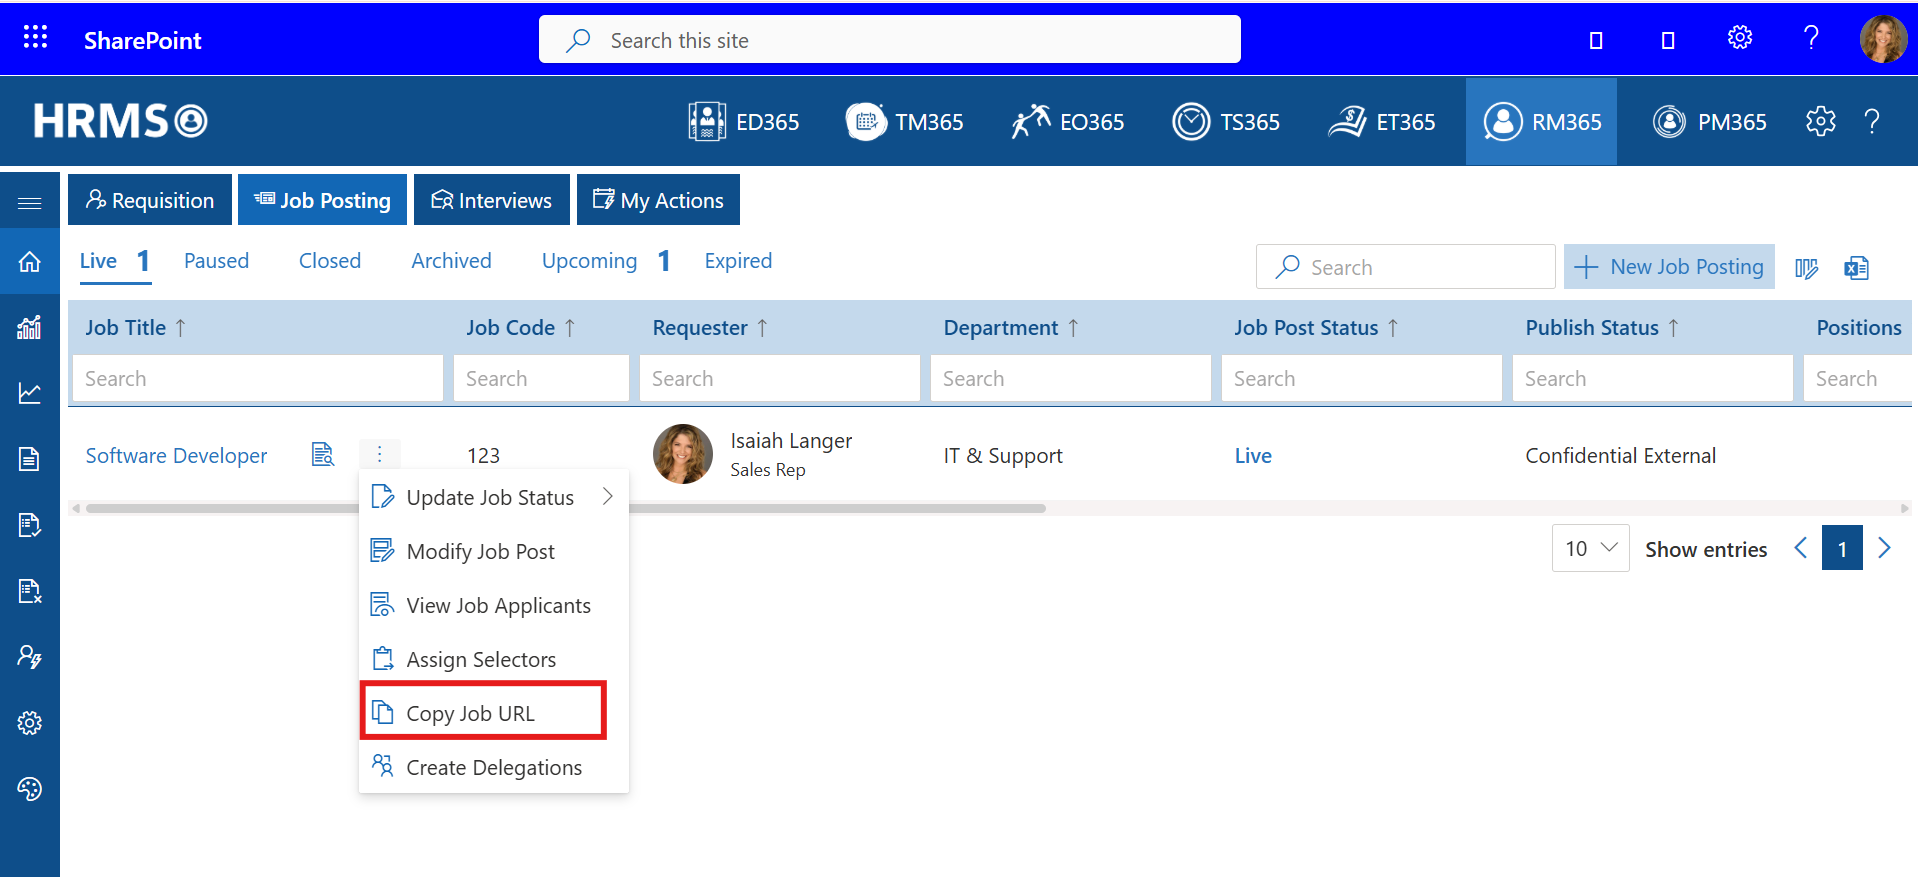 SharePoint
Search this site
HRMS
ED365
TM365
EO365
TS365
ET365
RM365
PM365
Requisition
Job Posting
Interviews
My Actions
Live 1
Paused
Closed
Archived
Upcoming 1
Expired
Search
New Job Posting
Job Title
Job Code
Requester
Department
Job Post Status
Publish Status
Positions
Search
Search
Search
Search
Search
Search
Search
Software Developer
123
Isaiah Langer
Sales Rep
IT & Support
Live
Confidential External
Update Job Status
Modify Job Post
View Job Applicants
Assign Selectors
Copy Job URL
Create Delegations
10
Show entries
1